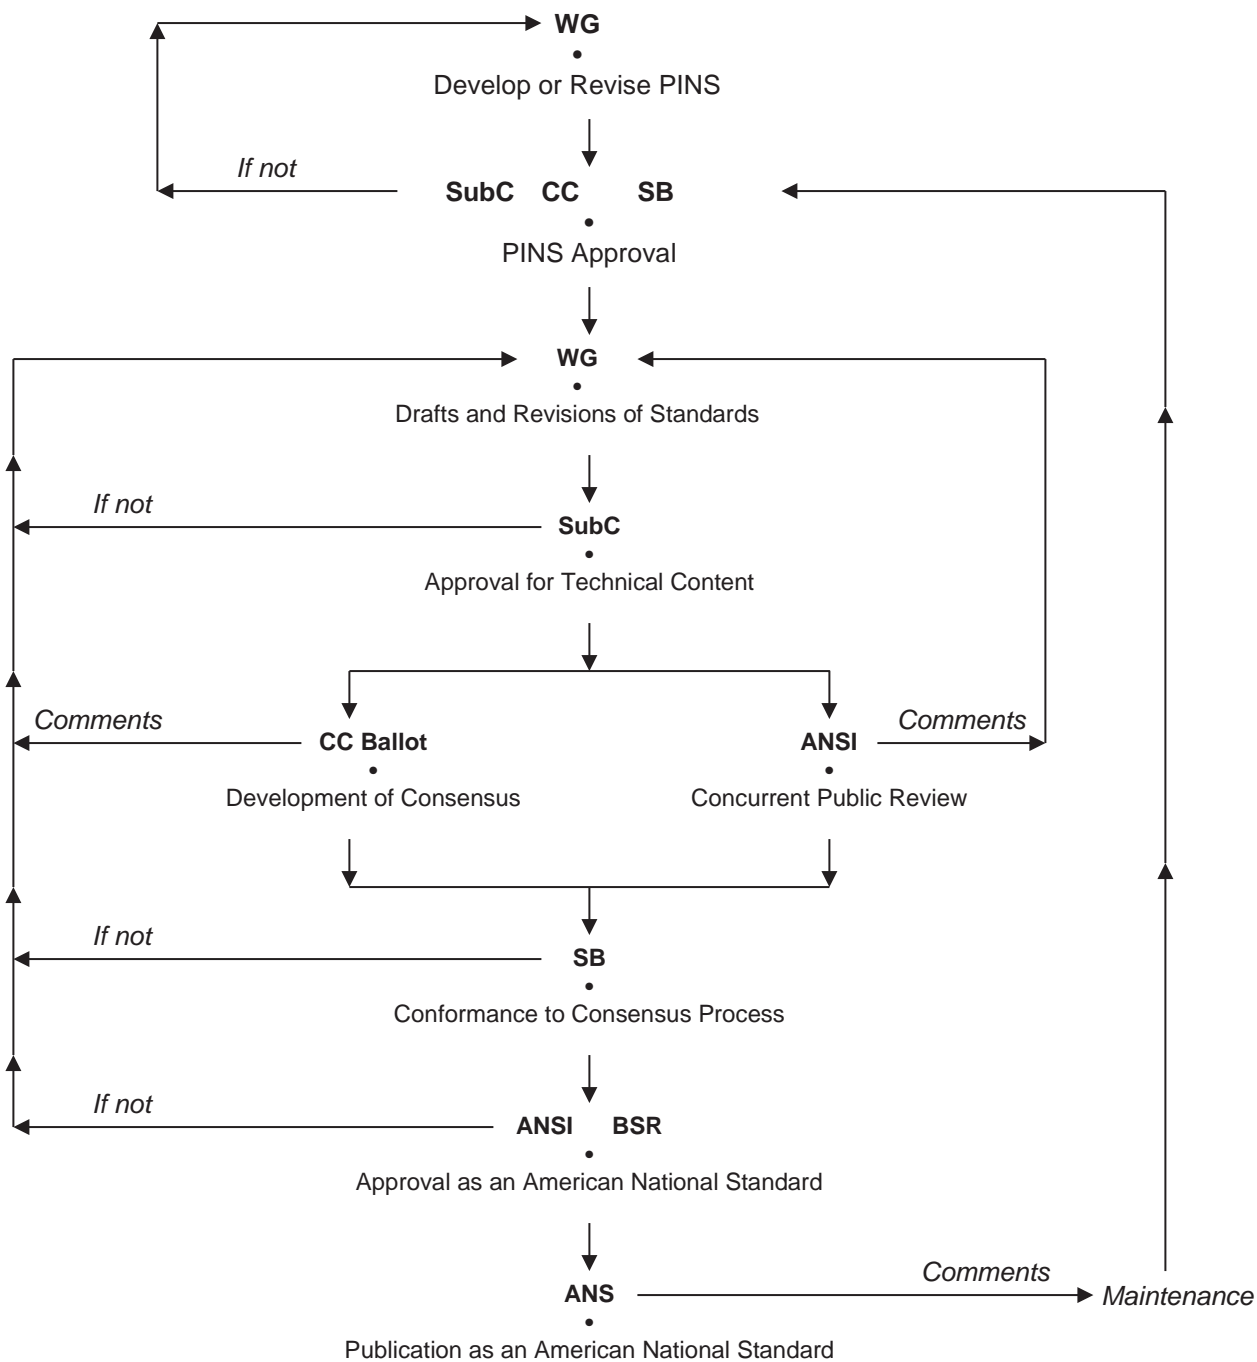 WG
•
Develop or Revise PINS
If not
SubC CC SB
•
PINS Approval
WG
•
Drafts and Revisions of Standards
If not
SubC
•
Approval for Technical Content
Comments
CC Ballot
•
Development of Consensus
ANSI
•
Concurrent Public Review
Comments
If not
SB
•
Conformance to Consensus Process
If not
ANSI BSR
•
Approval as an American National Standard
ANS
•
Publication as an American National Standard
Comments
Maintenance